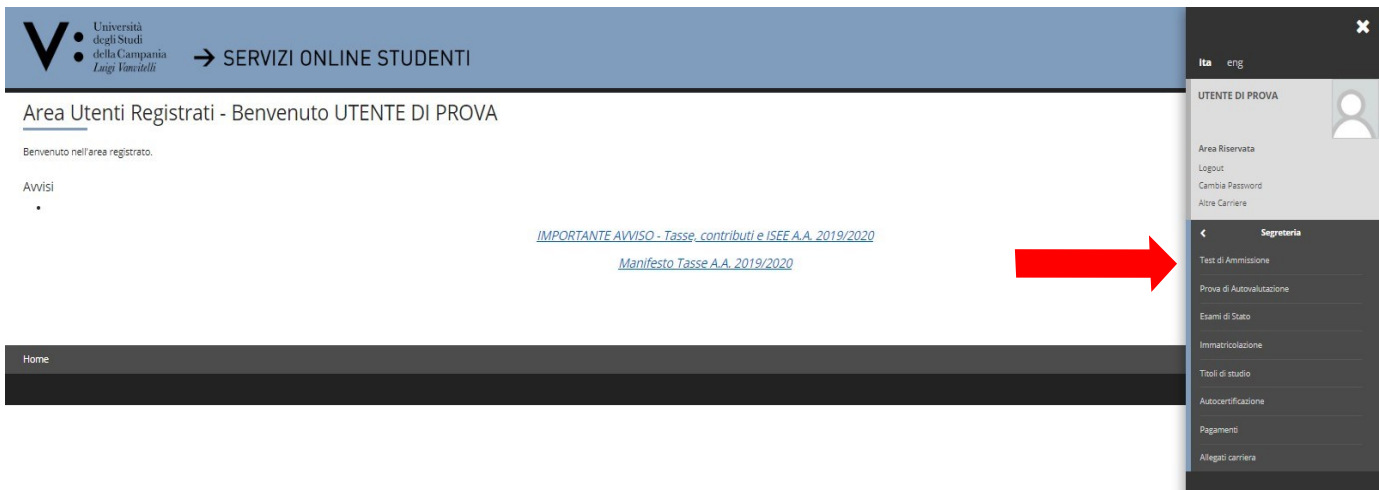 Università
degli Studi
della Campania
Luigi Vanvitelli
→ SERVIZI ONLINE STUDENTI
Area Utenti Registrati - Benvenuto UTENTE DI PROVA
Benvenuto nell'area registrato.
Avvisi
IMPORTANTE AVVISO - Tasse, contributi e ISEE A.A. 2019/2020
Manifesto Tasse A.A. 2019/2020
Home
Ita eng
UTENTE DI PROVA
Area Riservata
Logout
Cambia Password
Altre Carriere
Segreteria
Test di Ammissione
Prova di Autovalutazione
Esami di Stato
Immatricolazione
Titoli di studio
Autocertificazione
Pagamenti
Allegati carriera